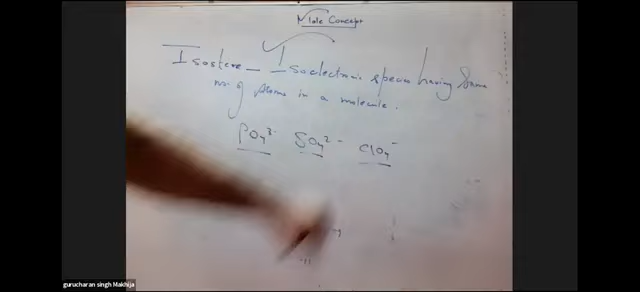 Mole Concept
Isostere — Isoelectronic species having same
no. of atoms in a molecule.
PO₄³⁻ SO₄²⁻ ClO₄⁻
gurucharan singh Makhija